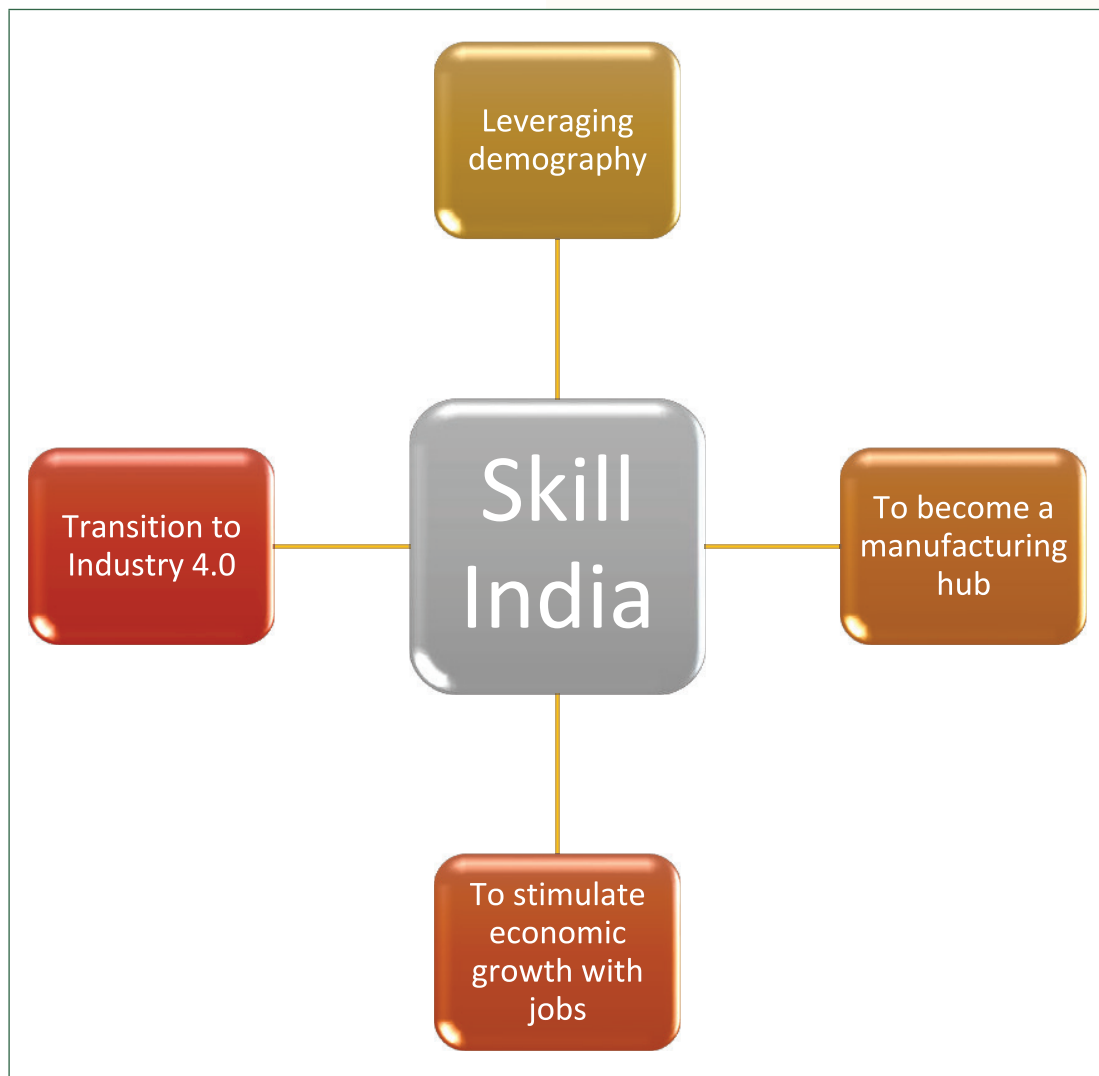 Leveraging
demography
Skill
India
Transition to
Industry 4.0
To become a
manufacturing
hub
To stimulate
economic
growth with
jobs